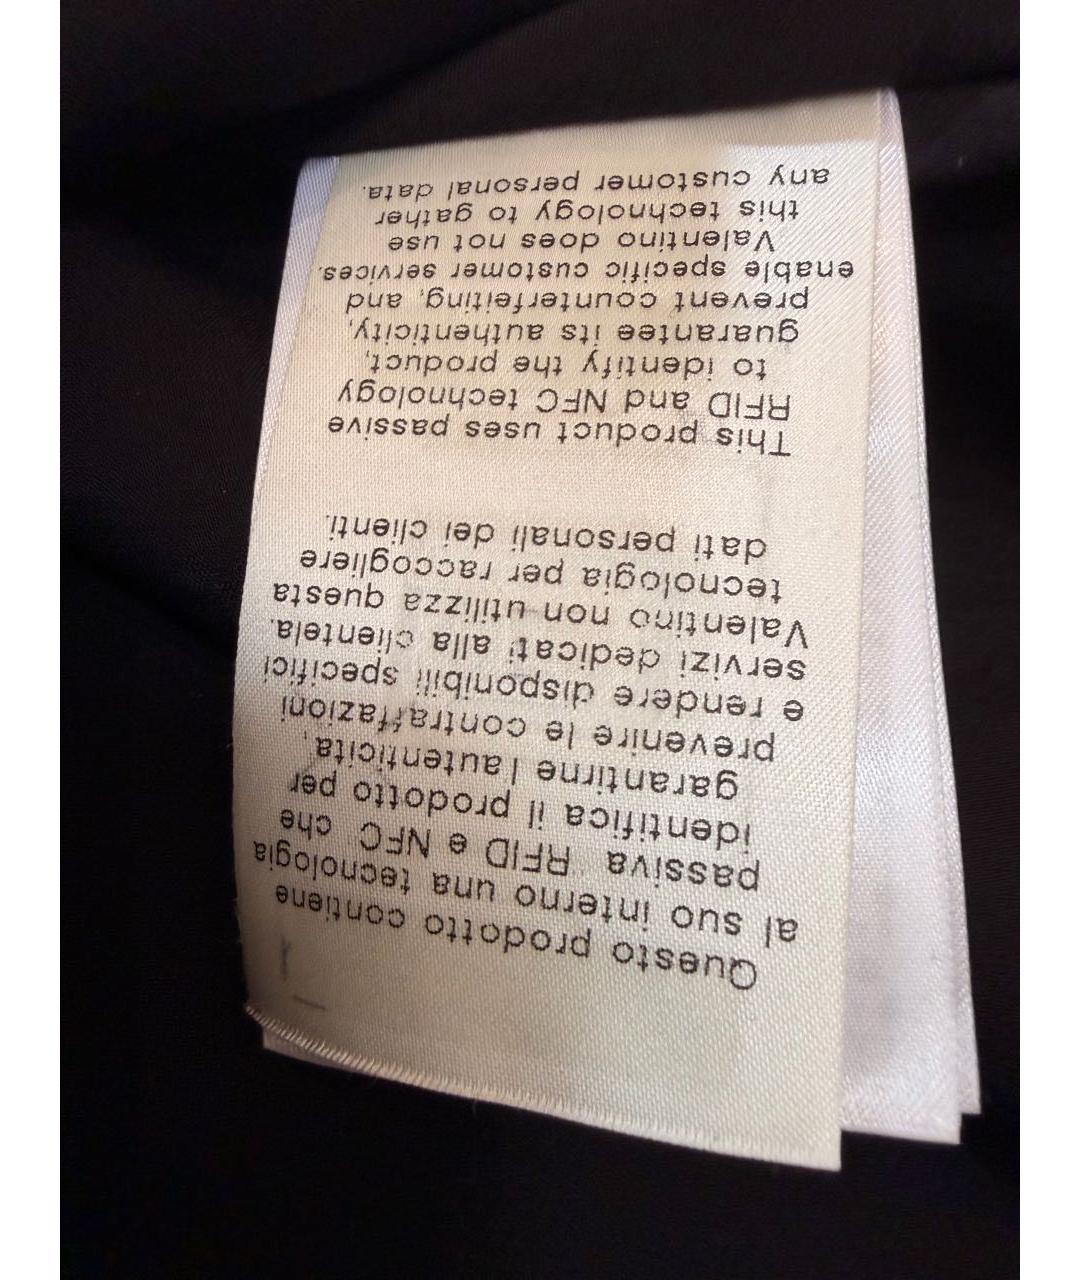 Questo prodotto contiene
al suo interno una tecnologia
passiva RFID e NFC che
identifica il prodotto per
garantirne l autenticita,
prevenire le contraffazioni
e rendere disponibili specifici
servizi dedicati alla clientela.
Valentino non utilizza questa
tecnologia per raccogliere
dati personali dei clienti.
This product uses passive
RFID and NFC technology
to identify the product,
guarantee its authenticity,
prevent counterfeiting, and
enable specific customer services.
Valentino does not use
this technology to gather
any customer personal data.